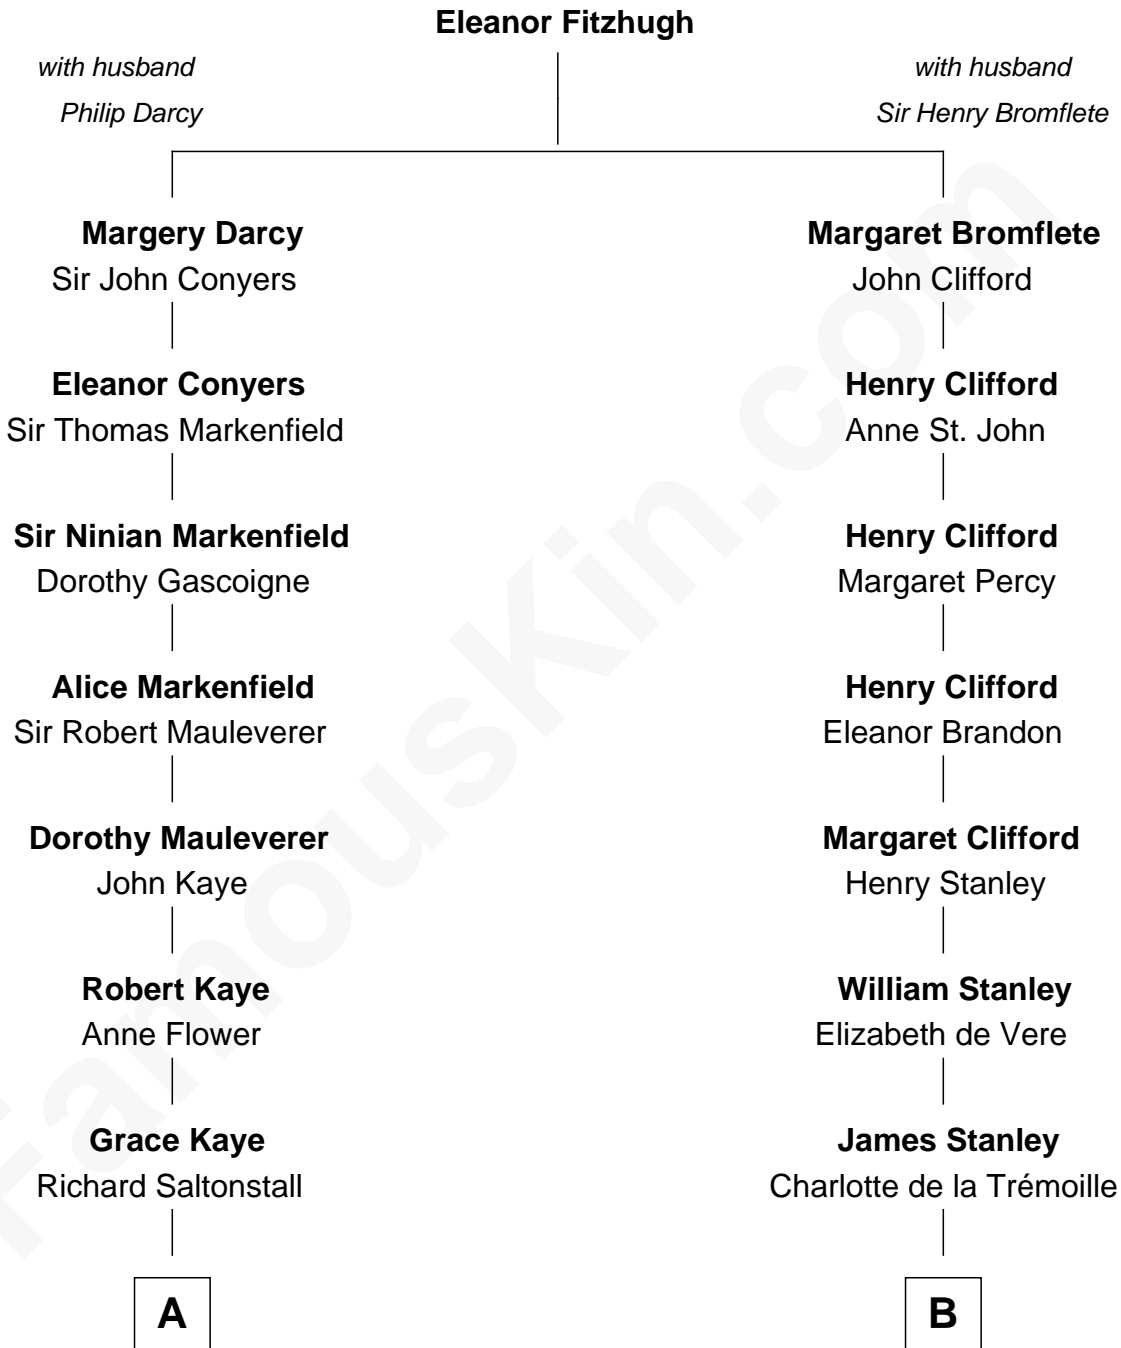 Eleanor Fitzhugh
with husband
Philip Darcy
with husband
Sir Henry Bromflete
Margery Darcy
Sir John Conyers
Margaret Bromflete
John Clifford
Eleanor Conyers
Sir Thomas Markenfield
Henry Clifford
Anne St. John
Sir Ninian Markenfield
Dorothy Gascoigne
Henry Clifford
Margaret Percy
Alice Markenfield
Sir Robert Mauleverer
Henry Clifford
Eleanor Brandon
Dorothy Mauleverer
John Kaye
Margaret Clifford
Henry Stanley
Robert Kaye
Anne Flower
William Stanley
Elizabeth de Vere
Grace Kaye
Richard Saltonstall
James Stanley
Charlotte de la Trémoille
A
B
FamousKin.com